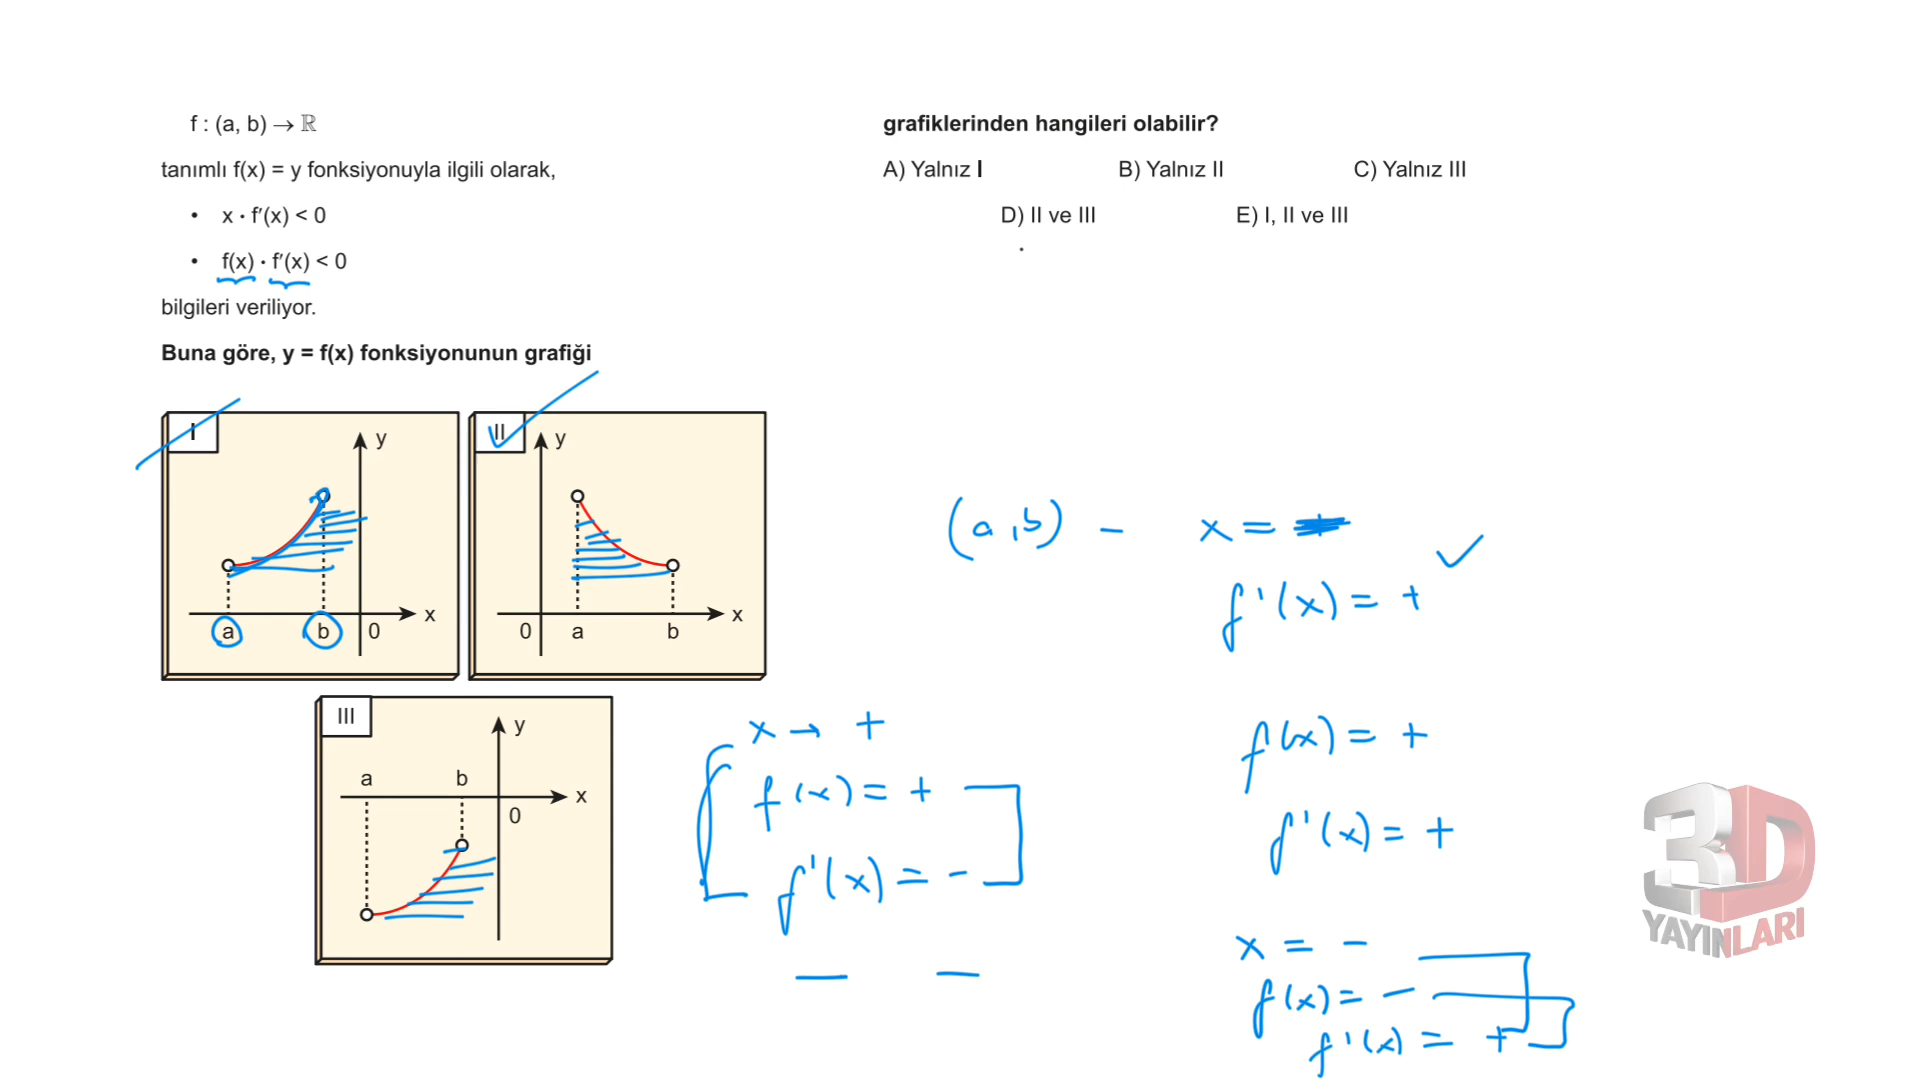 f : (a, b) → ℝ
tanımlı f(x) = y fonksiyonuyla ilgili olarak,
• x · f′(x) < 0
• f(x) · f′(x) < 0
bilgileri veriliyor.
Buna göre, y = f(x) fonksiyonunun grafiği
I
y
x
a
b
0
II
y
x
0
a
b
III
y
a
b
x
0
grafiklerinden hangileri olabilir?
A) Yalnız I B) Yalnız II C) Yalnız III
D) II ve III E) I, II ve III
(a, b) - x =
f'(x) = +
f(x) = +
f'(x) = +
x → +
f(x) = +
f'(x) = -
x = -
f(x) = -
f'(x) = +
3D
YAYINLARI